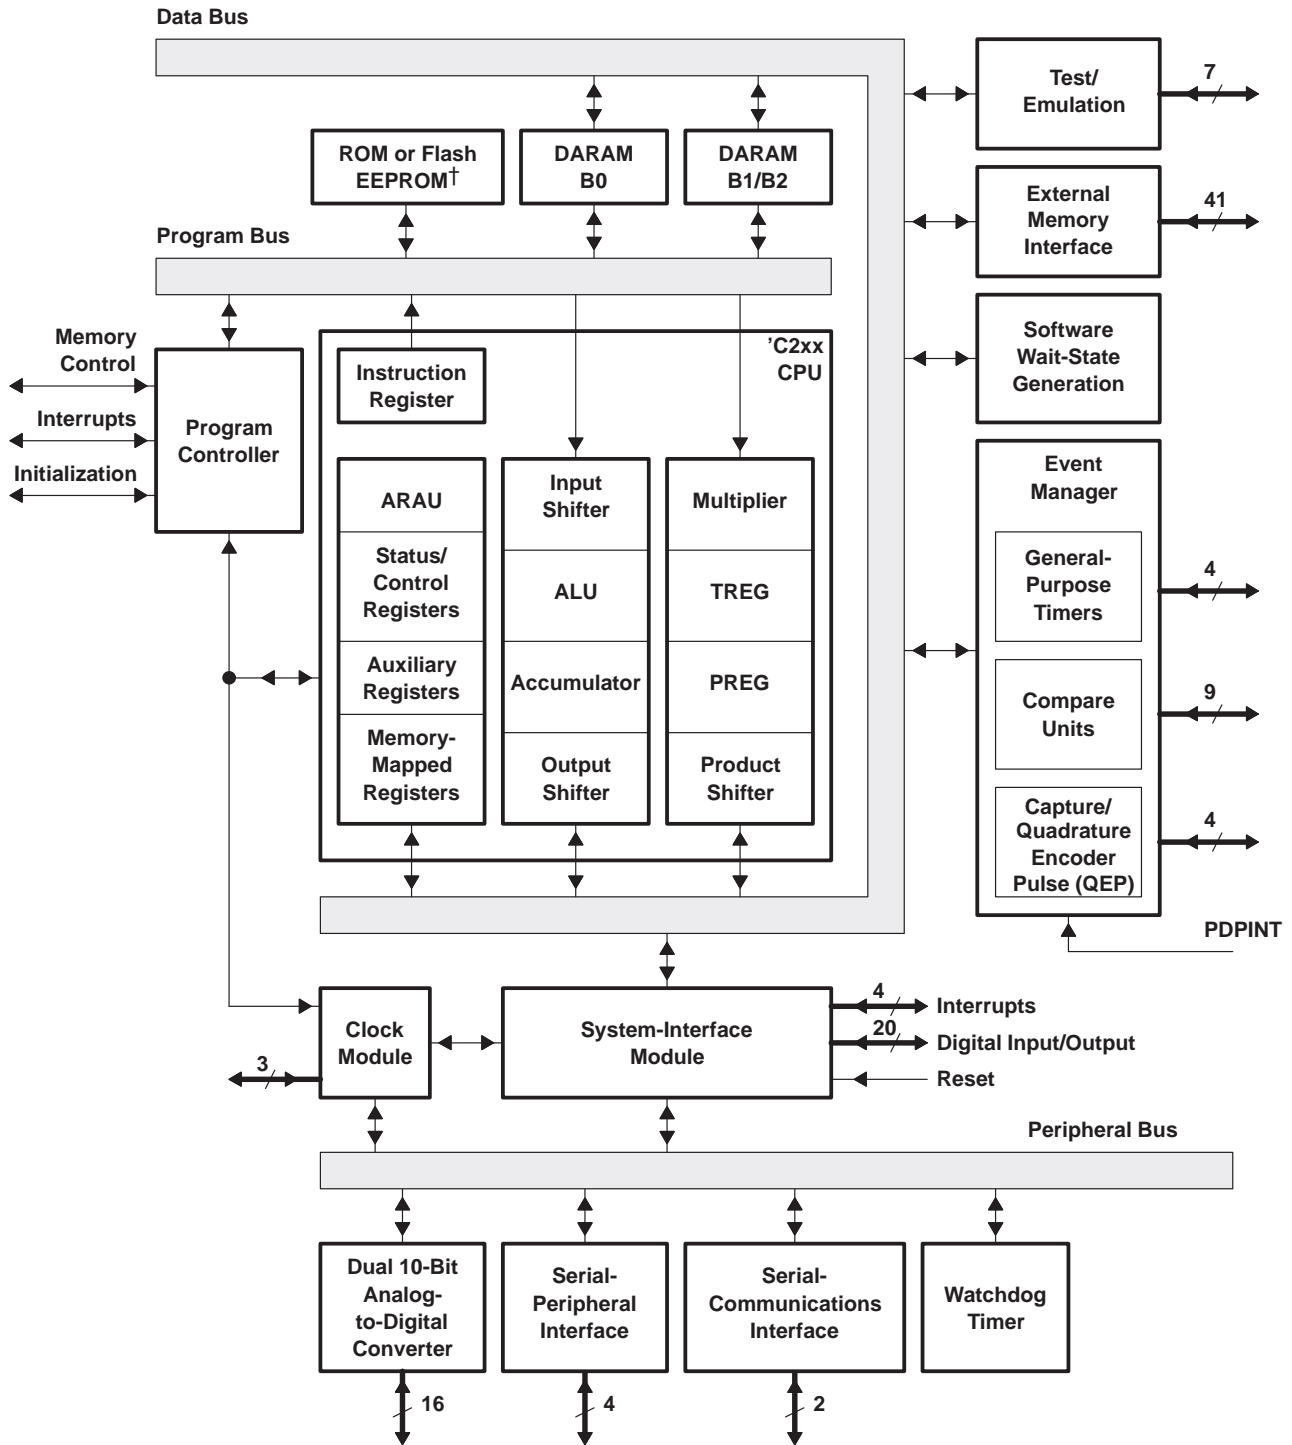 Data Bus
Test/
Emulation
7
ROM or Flash
EEPROM†
DARAM
B0
DARAM
B1/B2
External
Memory
Interface
41
Program Bus
Software
Wait-State
Generation
Memory
Control
Interrupts
Initialization
Program
Controller
'C2xx
CPU
Instruction
Register
ARAU
Status/
Control
Registers
Auxiliary
Registers
Memory-
Mapped
Registers
Input
Shifter
ALU
Accumulator
Output
Shifter
Multiplier
TREG
PREG
Product
Shifter
Event
Manager
General-
Purpose
Timers
4
Compare
Units
9
Capture/
Quadrature
Encoder
Pulse (QEP)
4
PDPINT
Clock
Module
3
System-Interface
Module
4
Interrupts
20
Digital Input/Output
Reset
Peripheral Bus
Dual 10-Bit
Analog-
to-Digital
Converter
Serial-
Peripheral
Interface
Serial-
Communications
Interface
Watchdog
Timer
16
4
2